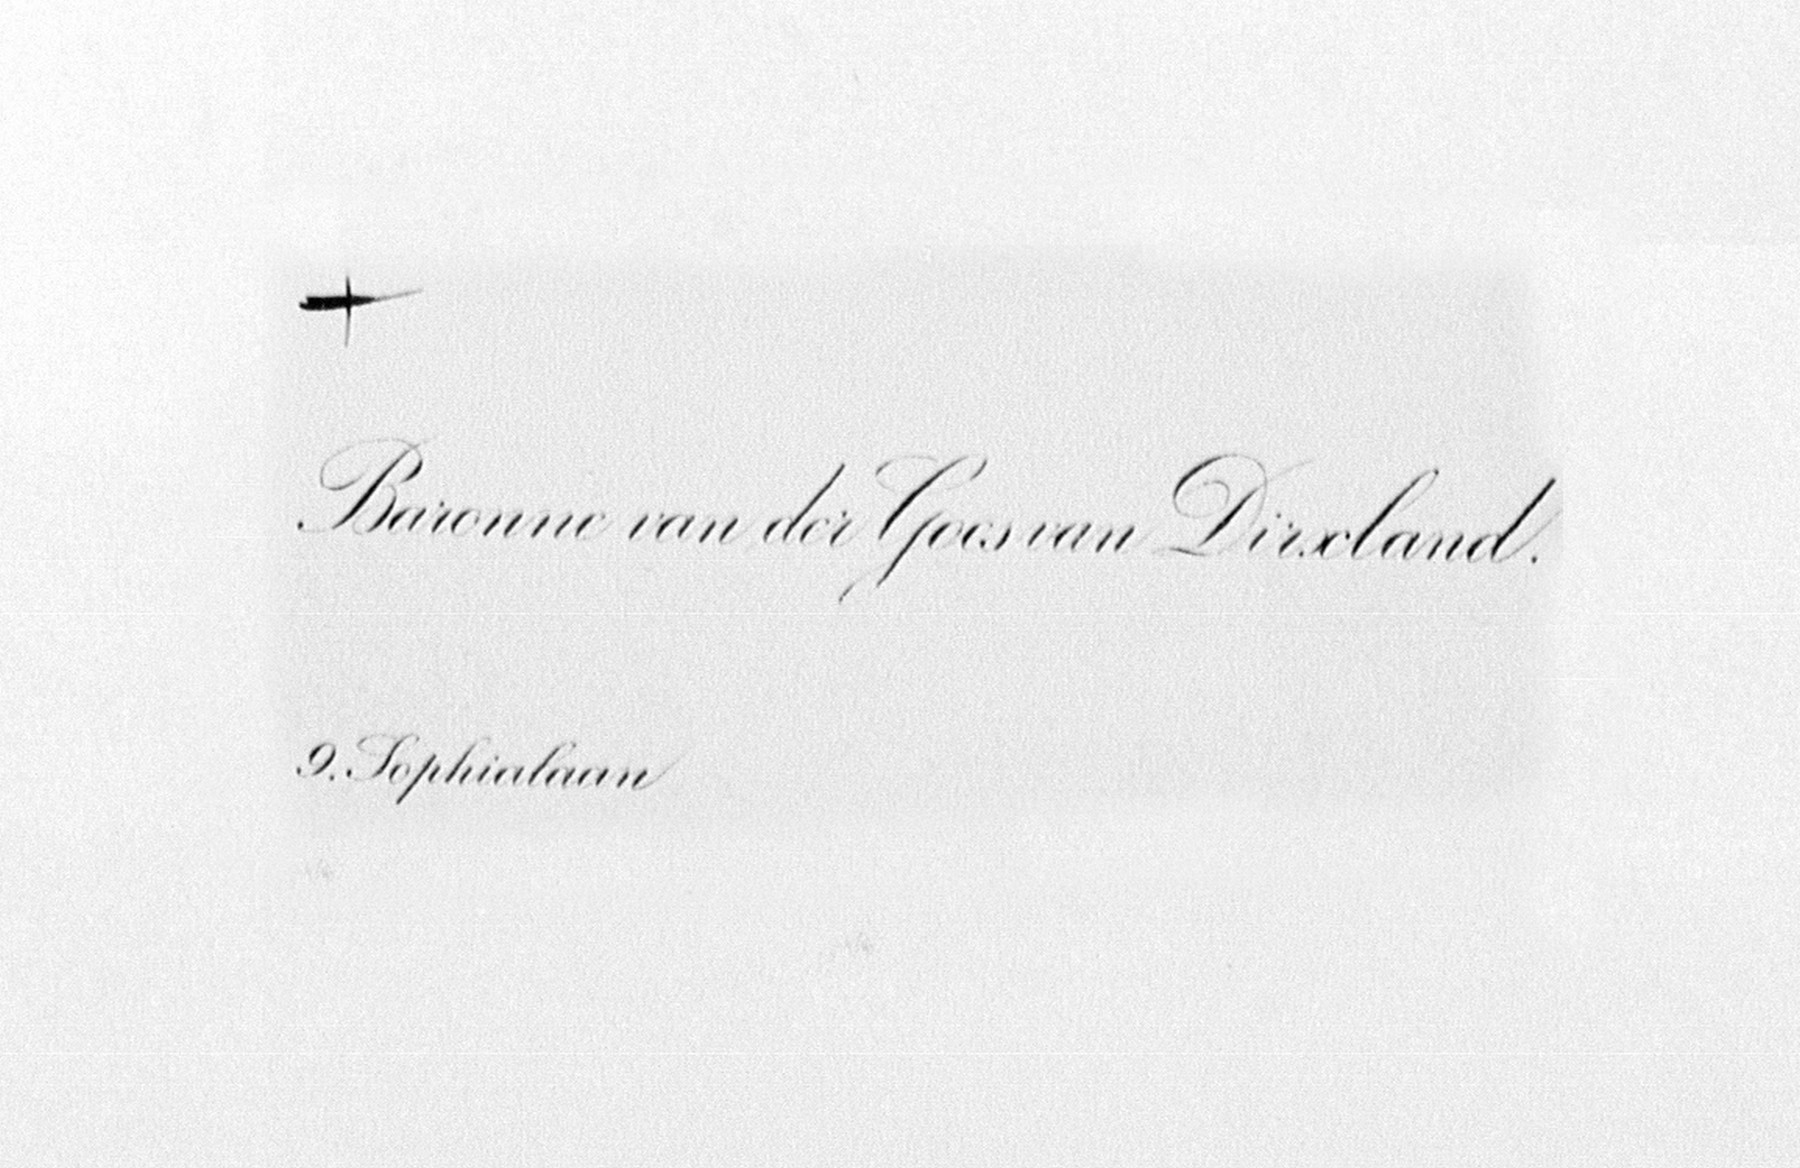 Baronne van der Goes van Dirxland.
9. Sophialaan